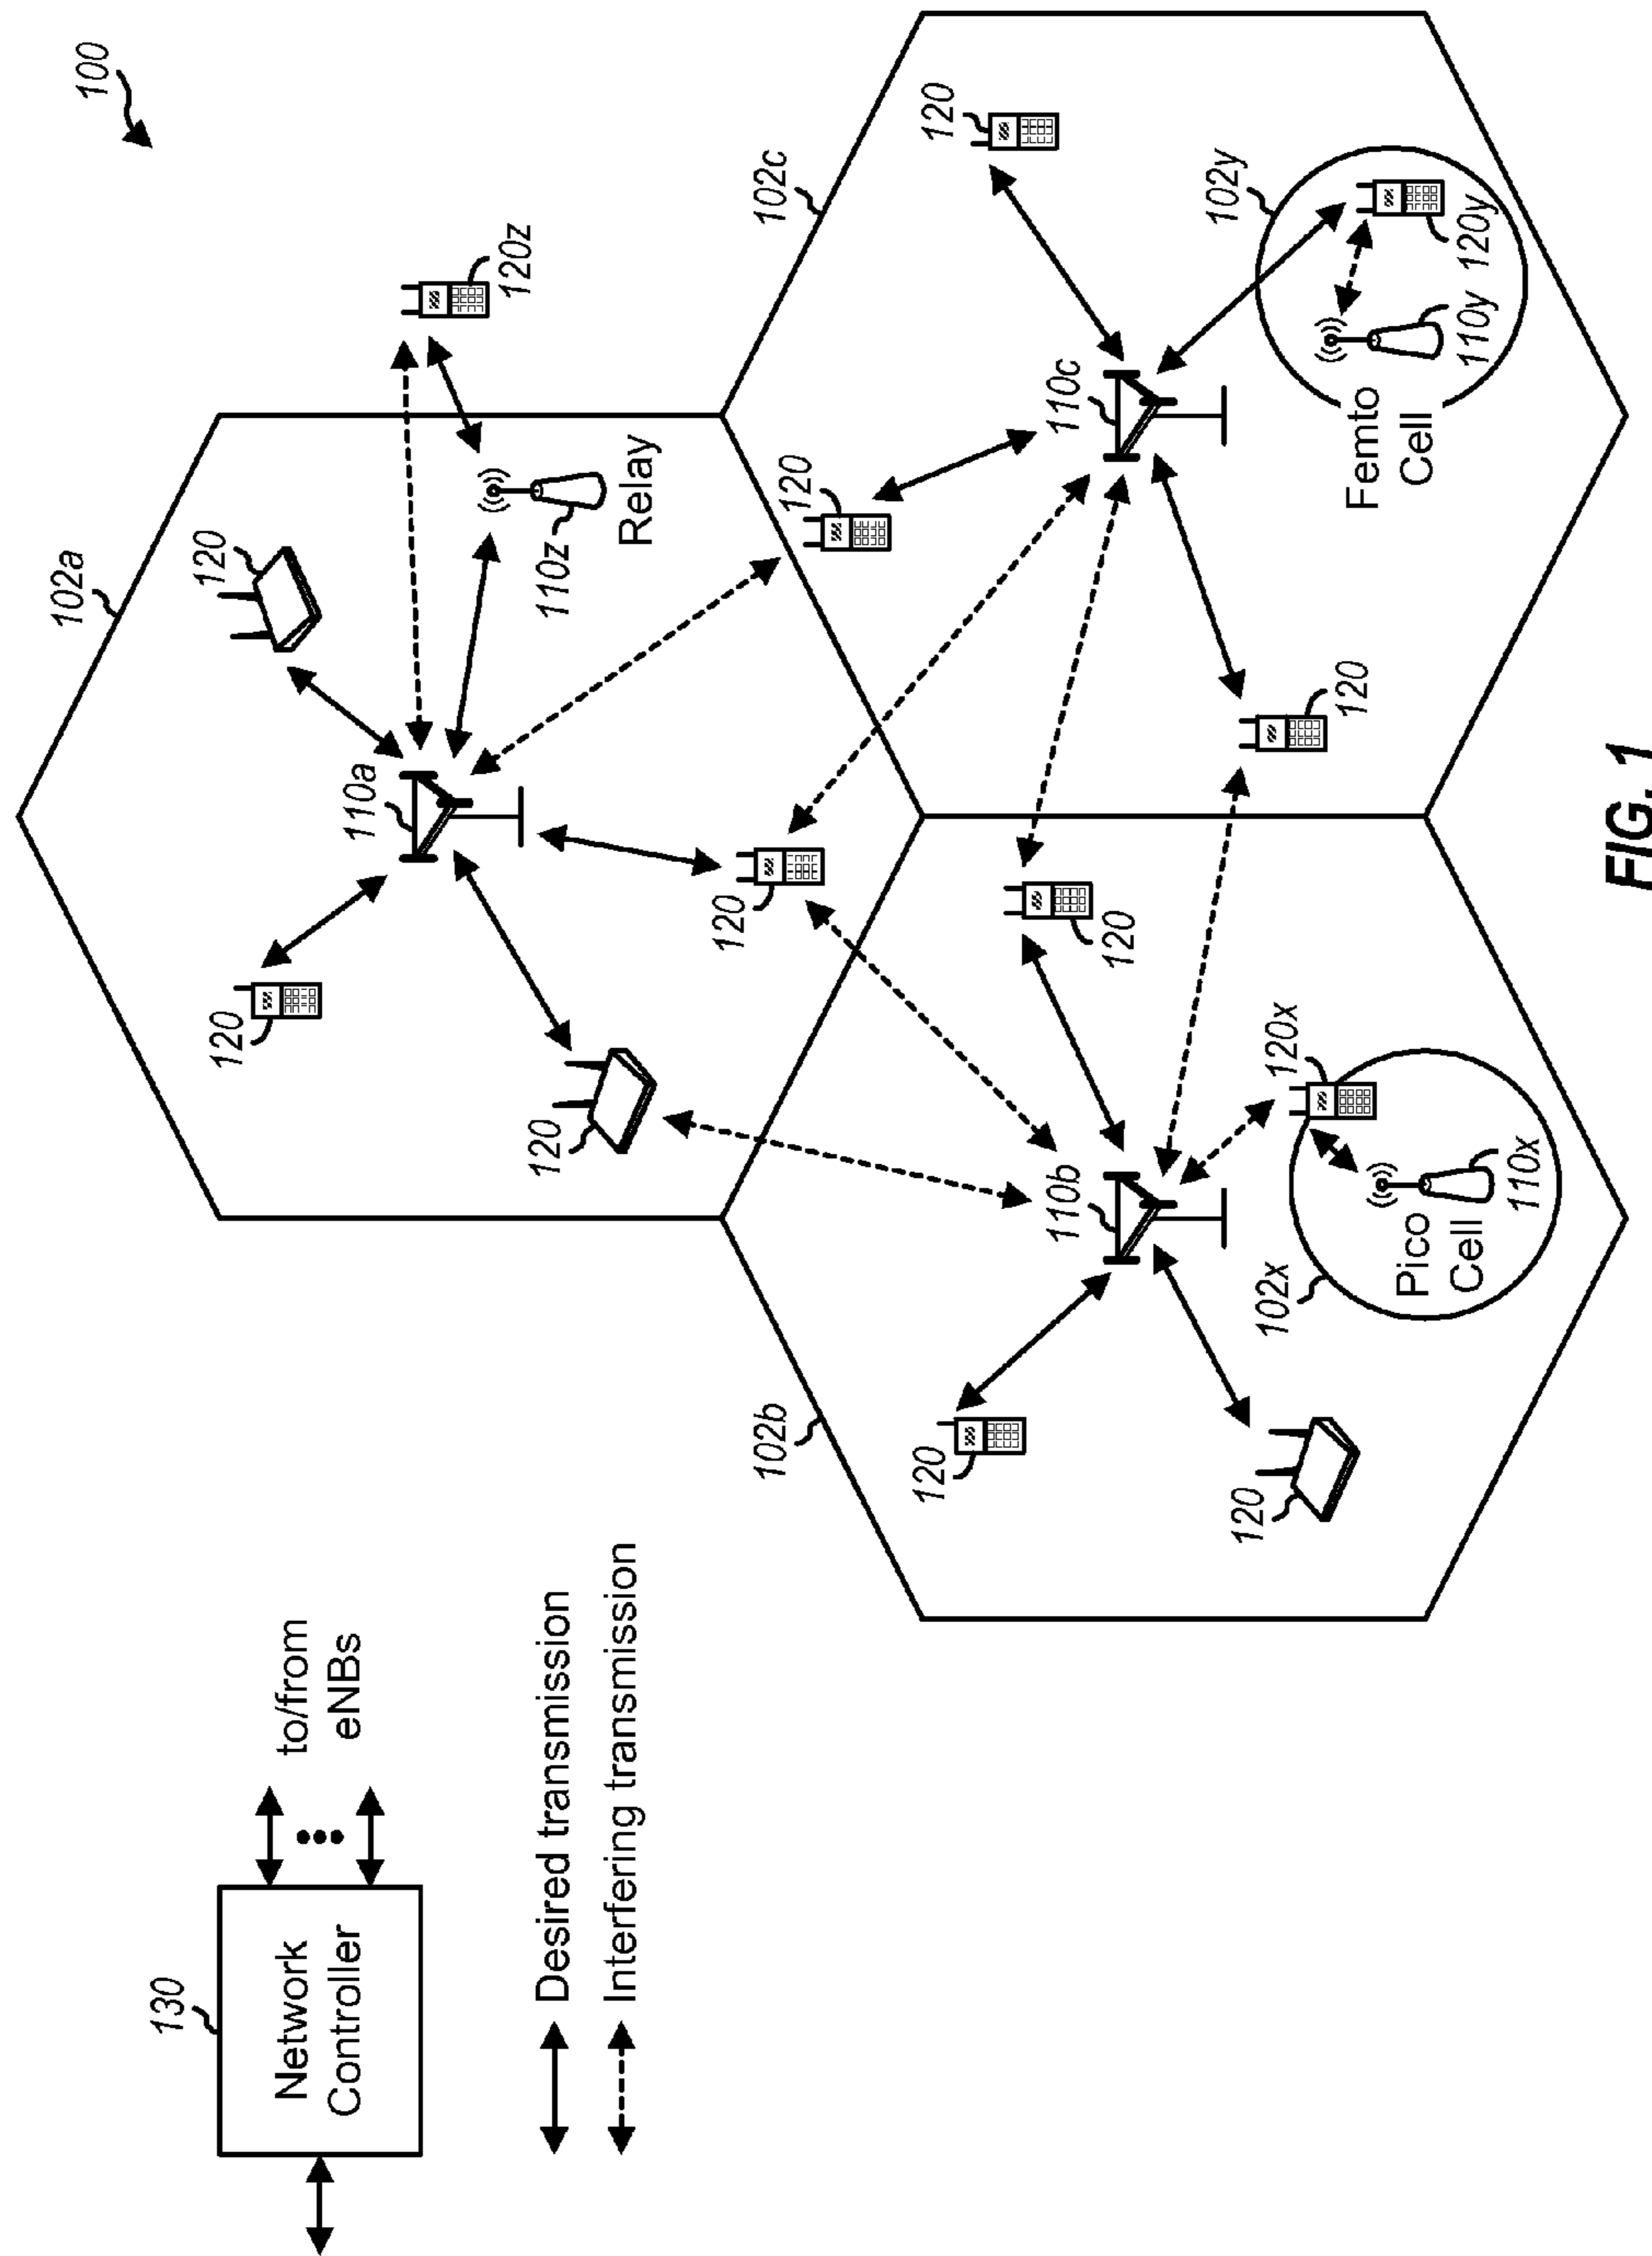 100
130
Network
Controller
to/from
eNBs
Desired transmission
Interfering transmission
102a
120
120
110a
120z
110z
Relay
120
120
102b
102c
120
120
110b
110c
120
120
120
120
102x
120x
102y
Pico
Cell
110x
Femto
Cell
110y
120y
120
FIG. 1